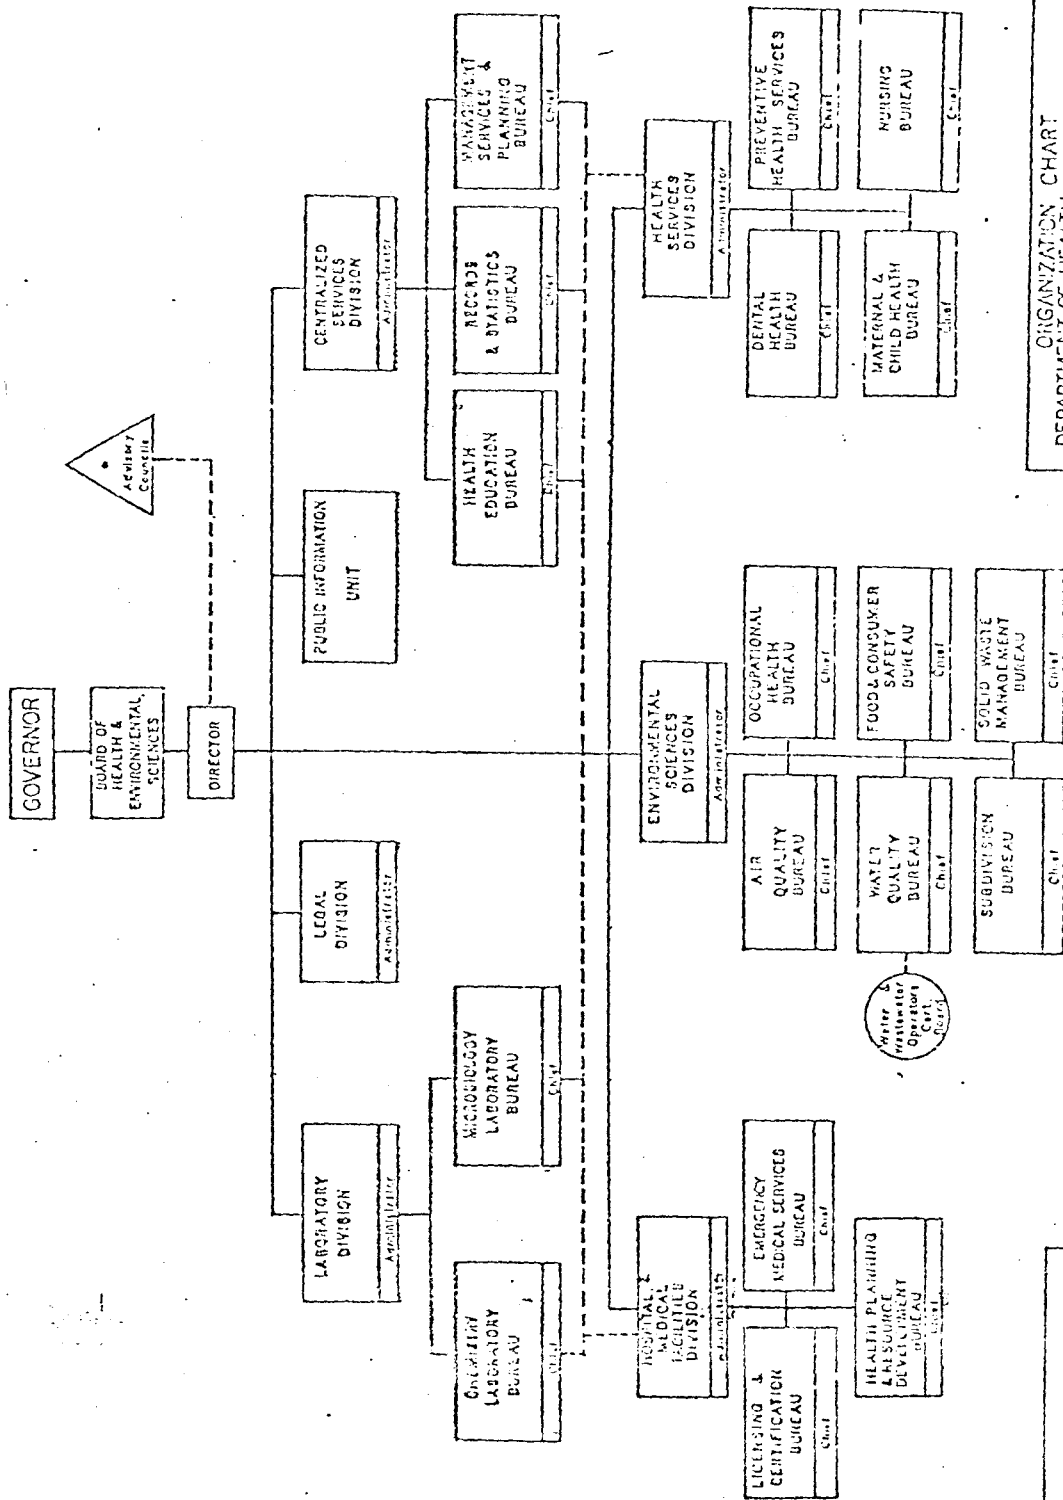 GOVERNOR
BOARD OF
HEALTH &
ENVIRONMENTAL
SCIENCES
DIRECTOR
*
Advisory
Councils
LABORATORY
DIVISION
Administrator
LEGAL
DIVISION
Administrator
PUBLIC INFORMATION
UNIT
CENTRALIZED
SERVICES
DIVISION
Administrator
CHEMISTRY
LABORATORY
BUREAU
Chief
MICROBIOLOGY
LABORATORY
BUREAU
Chief
HEALTH
EDUCATION
BUREAU
Chief
RECORDS
& STATISTICS
BUREAU
Chief
MANAGEMENT
SERVICES &
PLANNING
BUREAU
Chief
HOSPITAL &
MEDICAL
FACILITIES
DIVISION
Administrator
ENVIRONMENTAL
SCIENCES
DIVISION
Administrator
HEALTH
SERVICES
DIVISION
Administrator
LICENSING &
CERTIFICATION
BUREAU
Chief
EMERGENCY
MEDICAL SERVICES
BUREAU
Chief
HEALTH PLANNING
& RESOURCE
DEVELOPMENT
BUREAU
Chief
AIR
QUALITY
BUREAU
Chief
OCCUPATIONAL
HEALTH
BUREAU
Chief
Water &
Wastewater
Operators
Cert.
Board
WATER
QUALITY
BUREAU
Chief
FOOD & CONSUMER
SAFETY
BUREAU
Chief
SUBDIVISION
BUREAU
Chief
SOLID WASTE
MANAGEMENT
BUREAU
Chief
DENTAL
HEALTH
BUREAU
Chief
PREVENTIVE
HEALTH SERVICES
BUREAU
Chief
MATERNAL &
CHILD HEALTH
BUREAU
Chief
NURSING
BUREAU
Chief
ORGANIZATION CHART
DEPARTMENT OF HEALTH